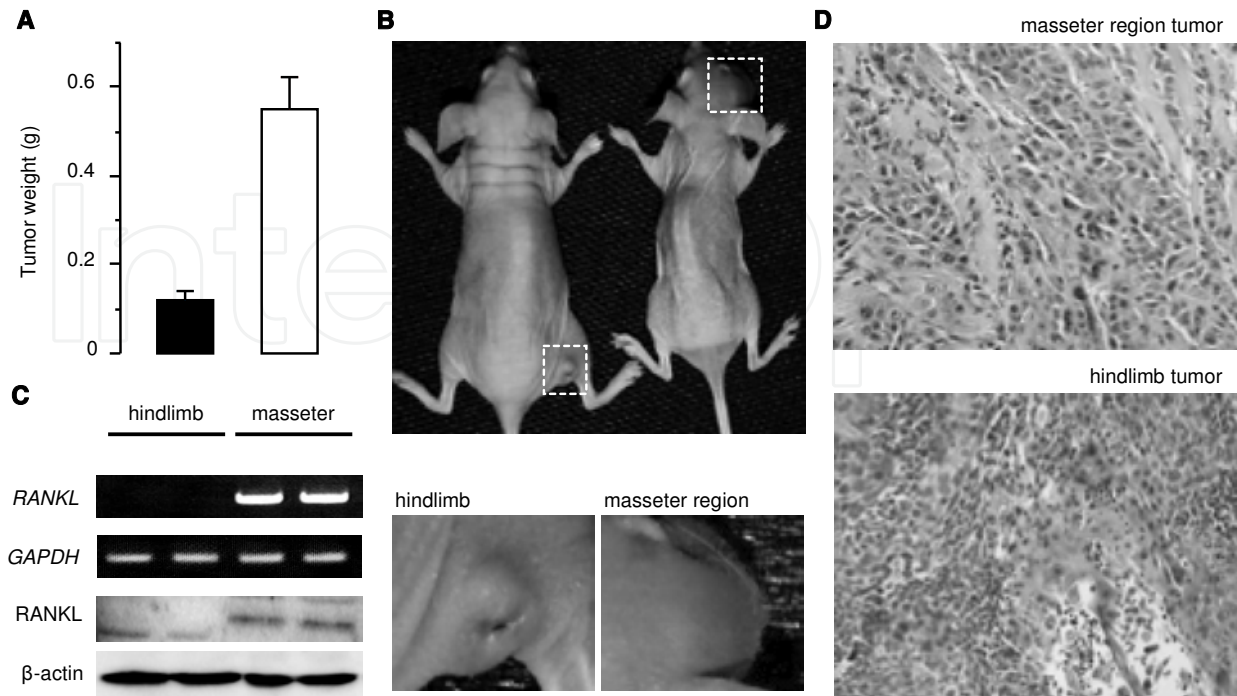 A
Tumor weight (g)
0.6
0.4
0.2
0
B
hindlimb
masseter region
C
hindlimb masseter
RANKL
GAPDH
RANKL
β-actin
D
masseter region tumor
hindlimb tumor